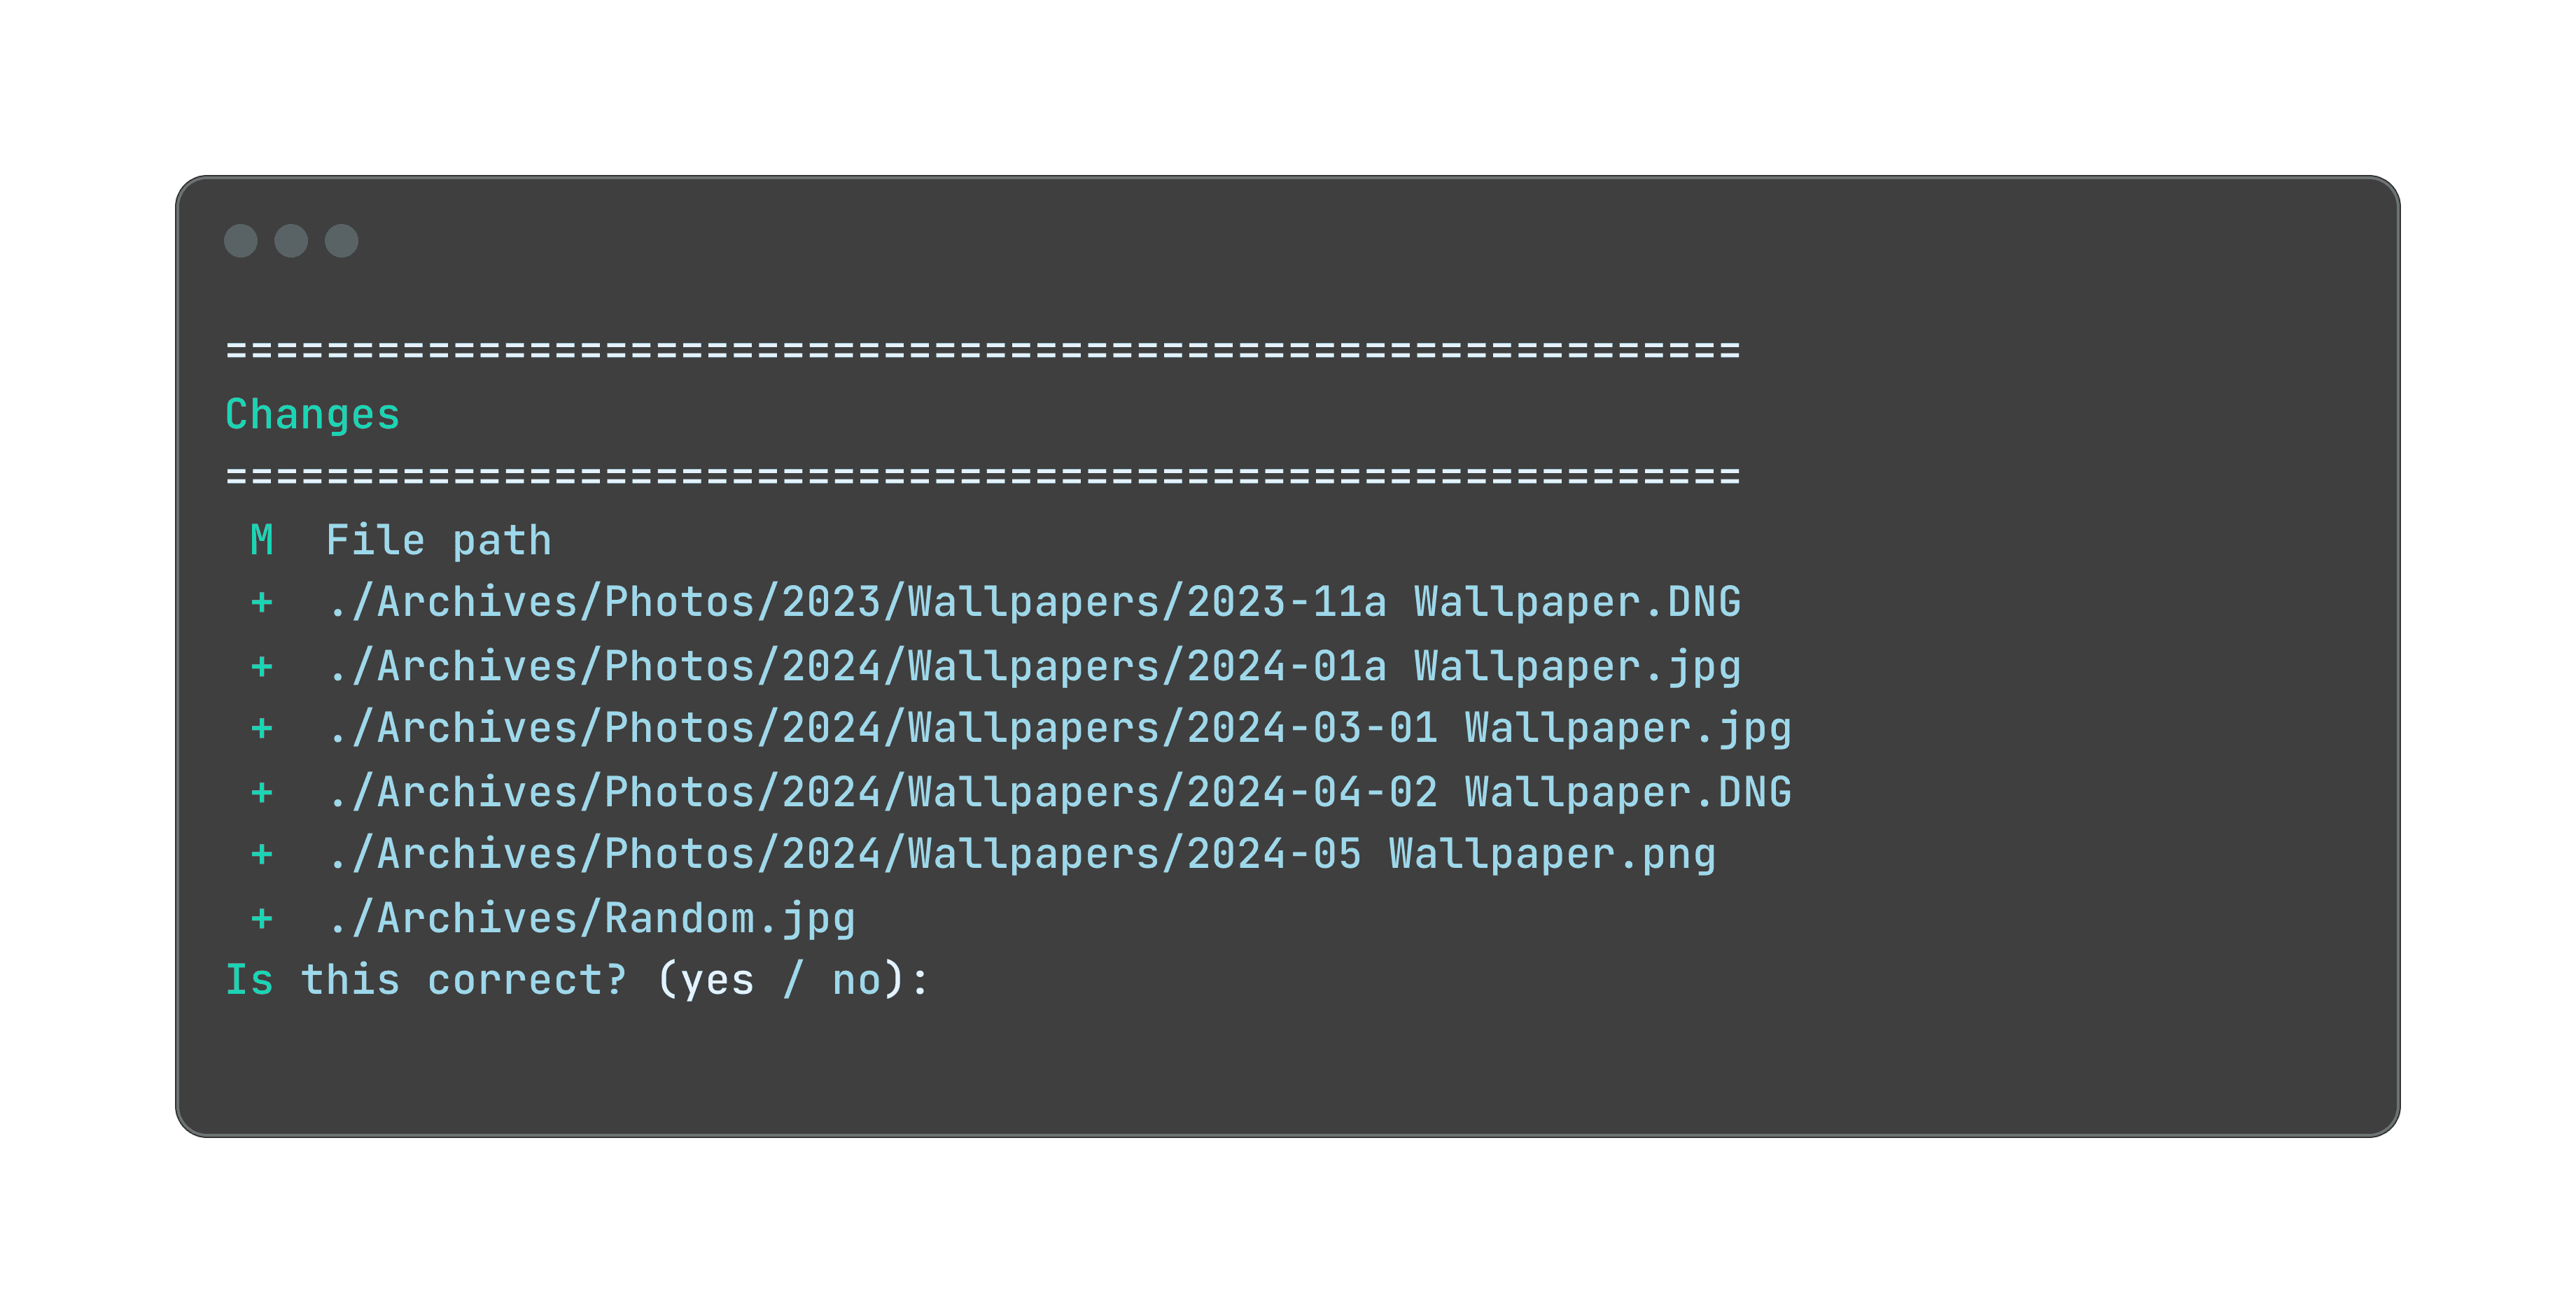 ============================================================
Changes
============================================================
 M  File path
 +  ./Archives/Photos/2023/Wallpapers/2023-11a Wallpaper.DNG
 +  ./Archives/Photos/2024/Wallpapers/2024-01a Wallpaper.jpg
 +  ./Archives/Photos/2024/Wallpapers/2024-03-01 Wallpaper.jpg
 +  ./Archives/Photos/2024/Wallpapers/2024-04-02 Wallpaper.DNG
 +  ./Archives/Photos/2024/Wallpapers/2024-05 Wallpaper.png
 +  ./Archives/Random.jpg
Is this correct? (yes / no):